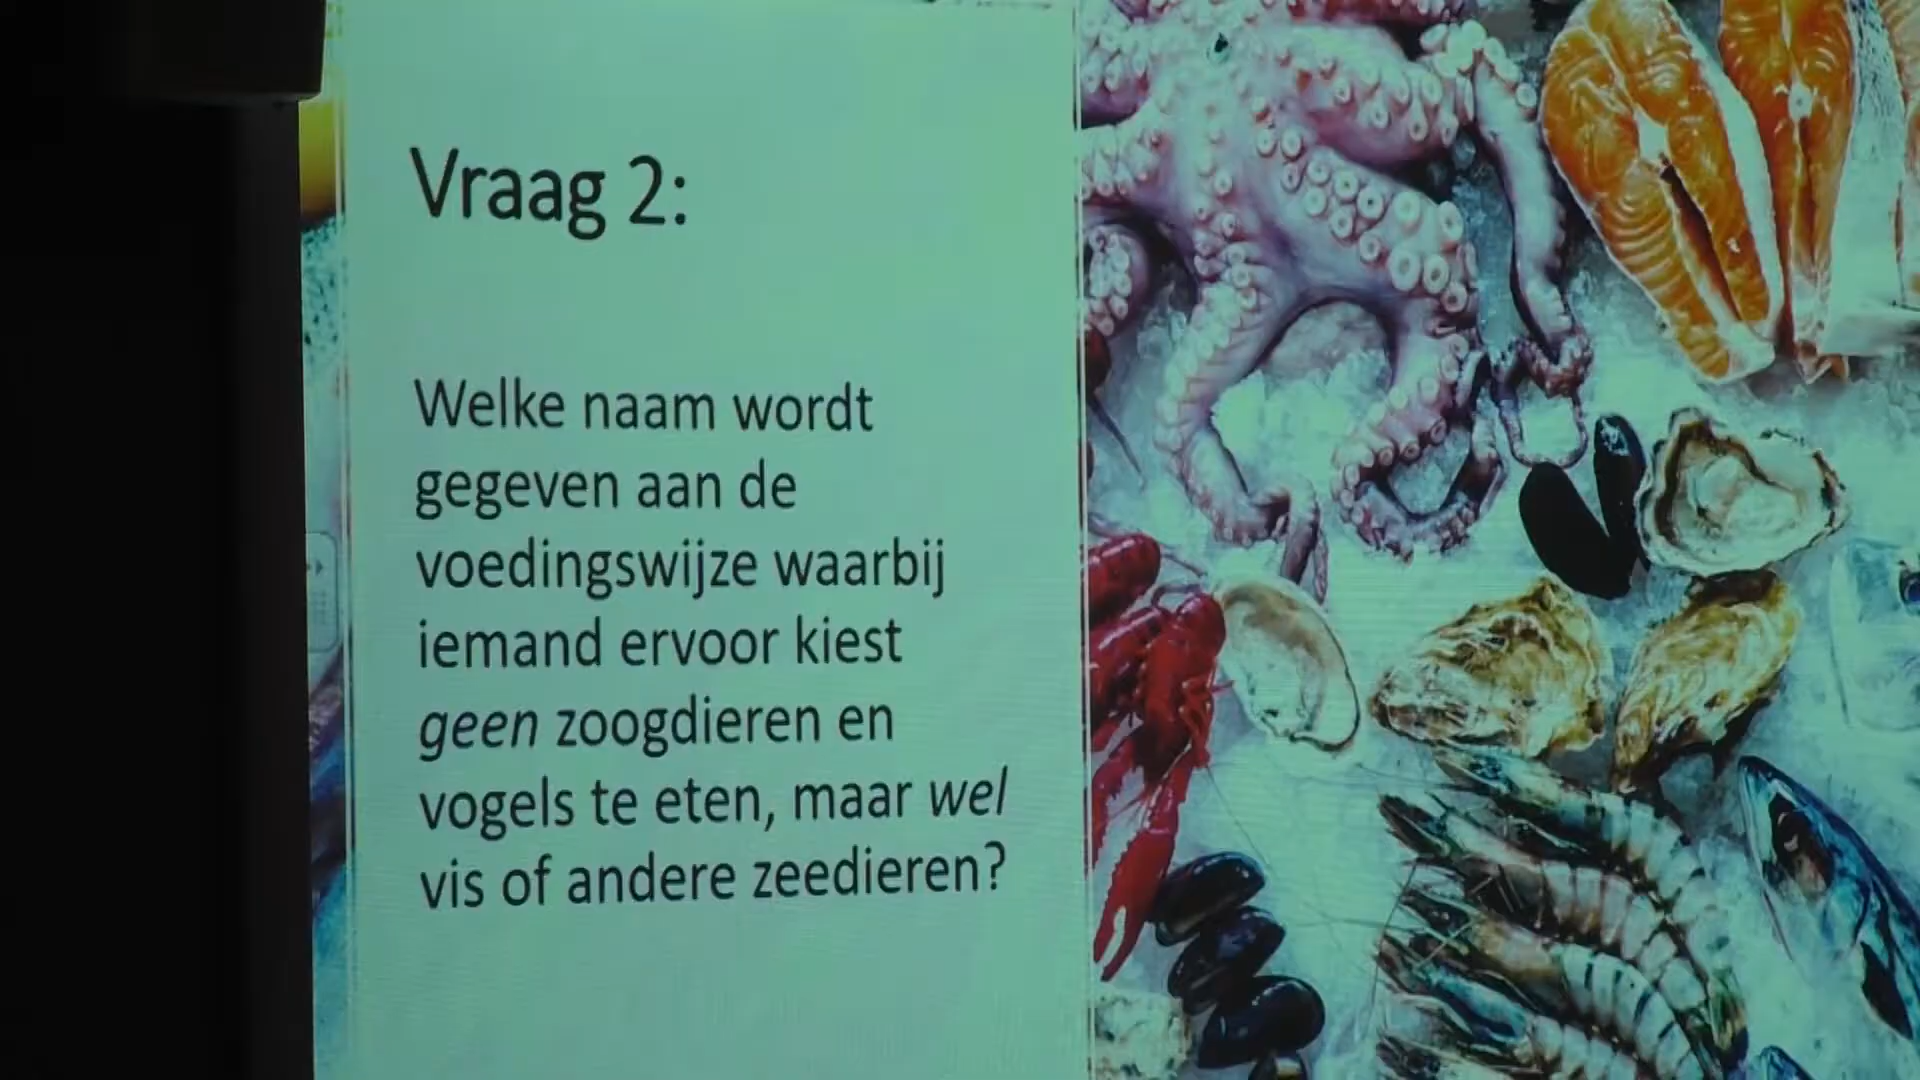 Vraag 2:
Welke naam wordt
gegeven aan de
voedingswijze waarbij
iemand ervoor kiest
geen zoogdieren en
vogels te eten, maar wel
vis of andere zeedieren?